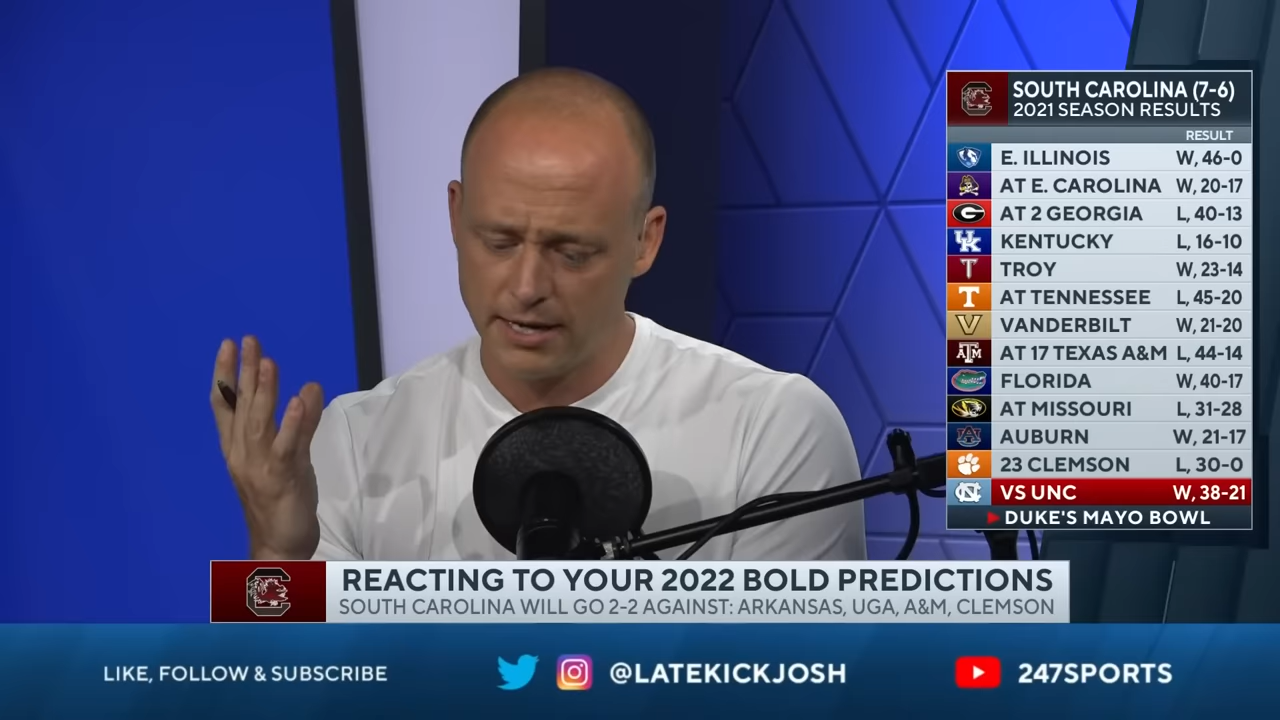 SOUTH CAROLINA (7-6)
2021 SEASON RESULTS
RESULT
E. ILLINOIS W, 46-0
AT E. CAROLINA W, 20-17
AT 2 GEORGIA L, 40-13
KENTUCKY L, 16-10
TROY W, 23-14
AT TENNESSEE L, 45-20
VANDERBILT W, 21-20
AT 17 TEXAS A&M L, 44-14
FLORIDA W, 40-17
AT MISSOURI L, 31-28
AUBURN W, 21-17
23 CLEMSON L, 30-0
VS UNC W, 38-21
DUKE'S MAYO BOWL
REACTING TO YOUR 2022 BOLD PREDICTIONS
SOUTH CAROLINA WILL GO 2-2 AGAINST: ARKANSAS, UGA, A&M, CLEMSON
LIKE, FOLLOW & SUBSCRIBE @LATEKICKJOSH 247SPORTS